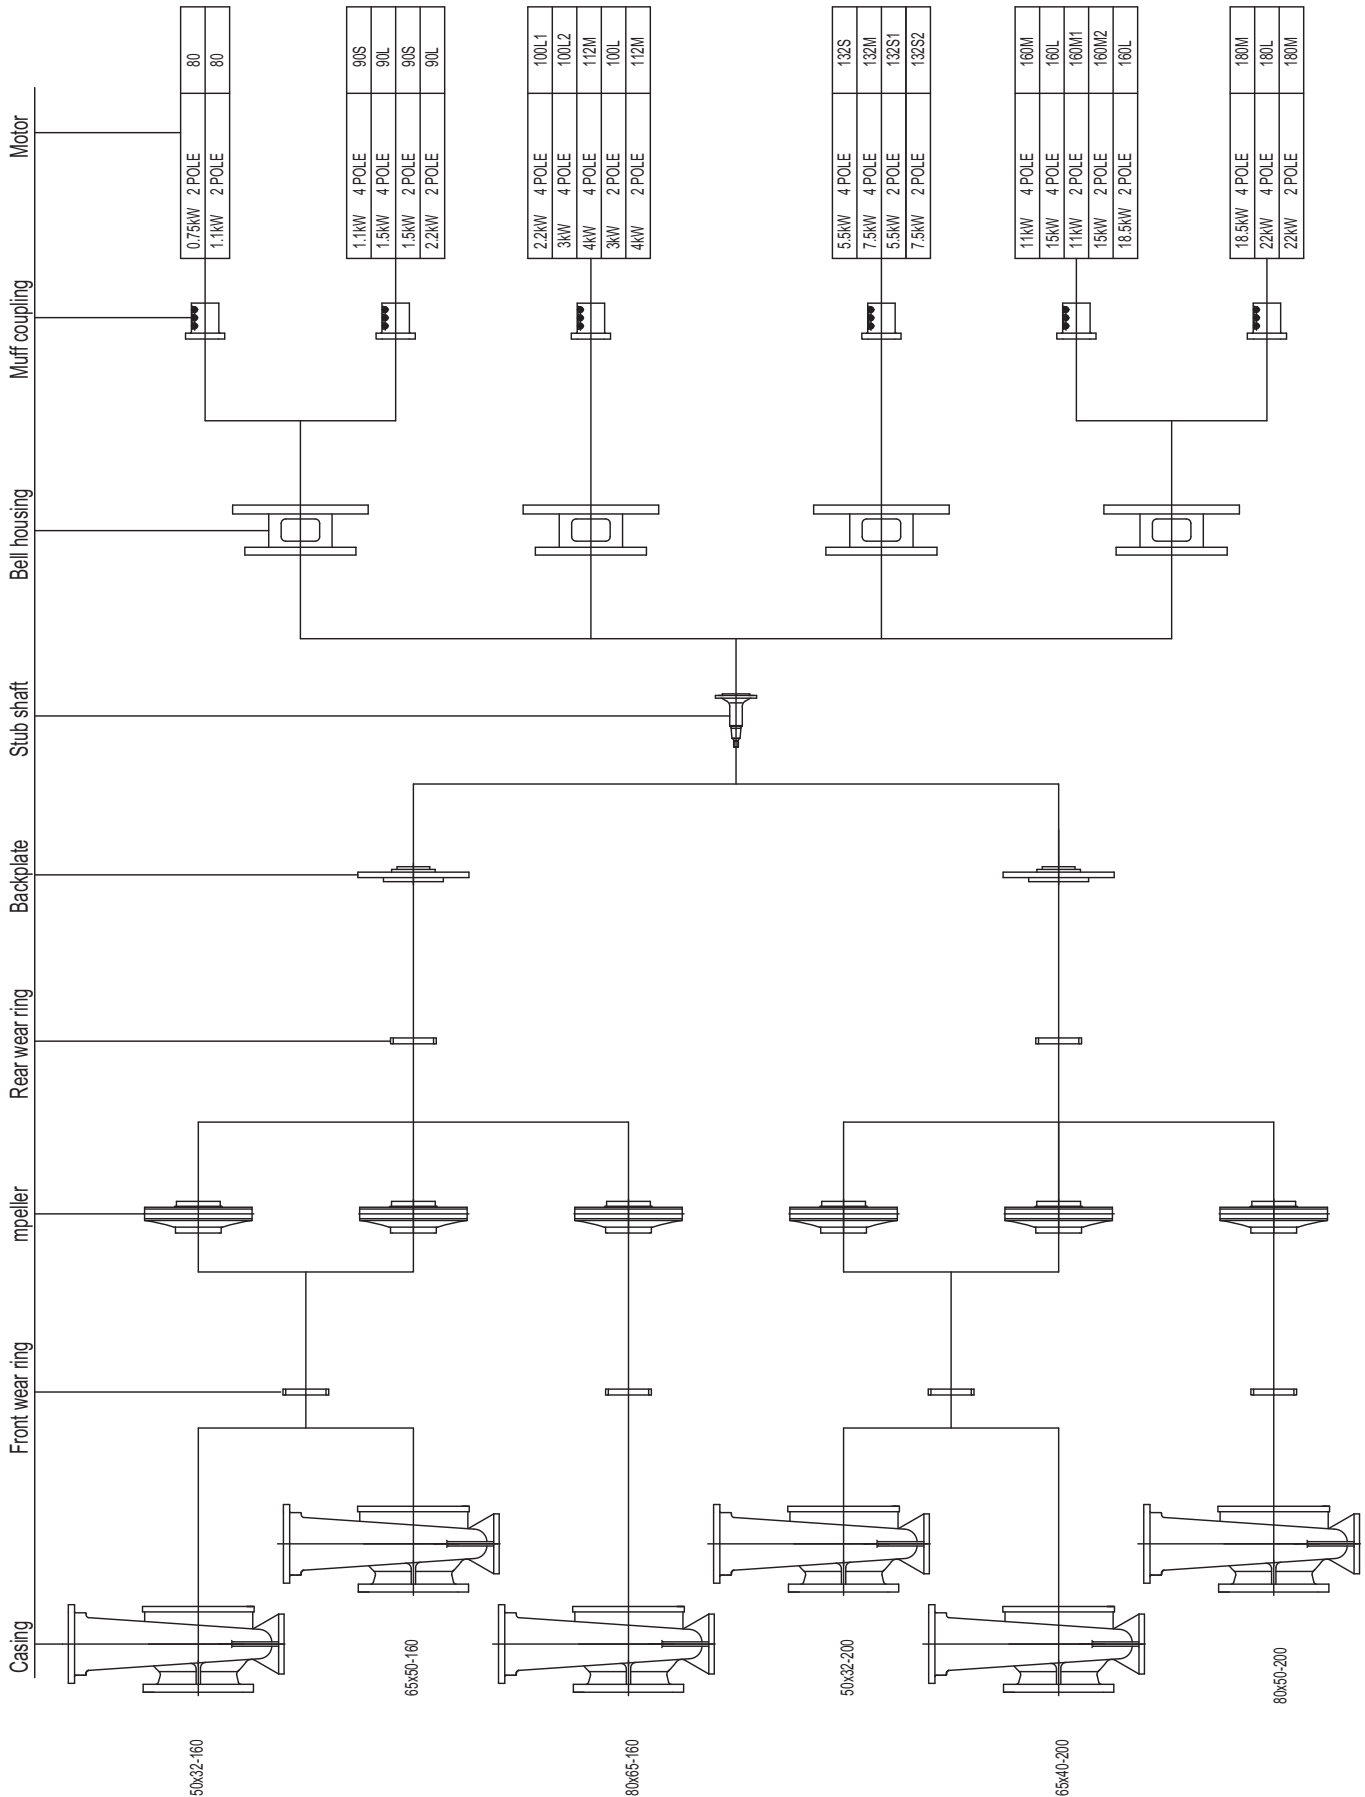 Casing
Front wear ring
mpeller
Rear wear ring
Backplate
Stub shaft
Bell housing
Muff coupling
Motor
0.75kW 2 POLE 80
1.1kW 2 POLE 80
1.1kW 4 POLE 90S
1.5kW 4 POLE 90L
1.5kW 2 POLE 90S
2.2kW 2 POLE 90L
2.2kW 4 POLE 100L1
3kW 4 POLE 100L2
4kW 4 POLE 112M
3kW 2 POLE 100L
4kW 2 POLE 112M
5.5kW 4 POLE 132S
7.5kW 4 POLE 132M
5.5kW 2 POLE 132S1
7.5kW 2 POLE 132S2
11kW 4 POLE 160M
15kW 4 POLE 160L
11kW 2 POLE 160M1
15kW 2 POLE 160M2
18.5kW 2 POLE 160L
18.5kW 4 POLE 180M
22kW 4 POLE 180L
22kW 2 POLE 180M
50x32-160
65x50-160
80x65-160
50x32-200
65x40-200
80x50-200